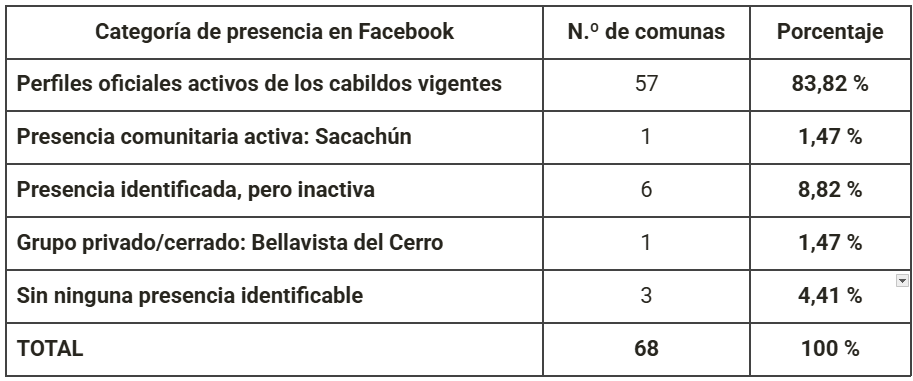 Categoría de presencia en Facebook N.º de comunas Porcentaje
Perfiles oficiales activos de los cabildos vigentes 57 83,82 %
Presencia comunitaria activa: Sacachún 1 1,47 %
Presencia identificada, pero inactiva 6 8,82 %
Grupo privado/cerrado: Bellavista del Cerro 1 1,47 %
Sin ninguna presencia identificable 3 4,41 %
TOTAL 68 100 %